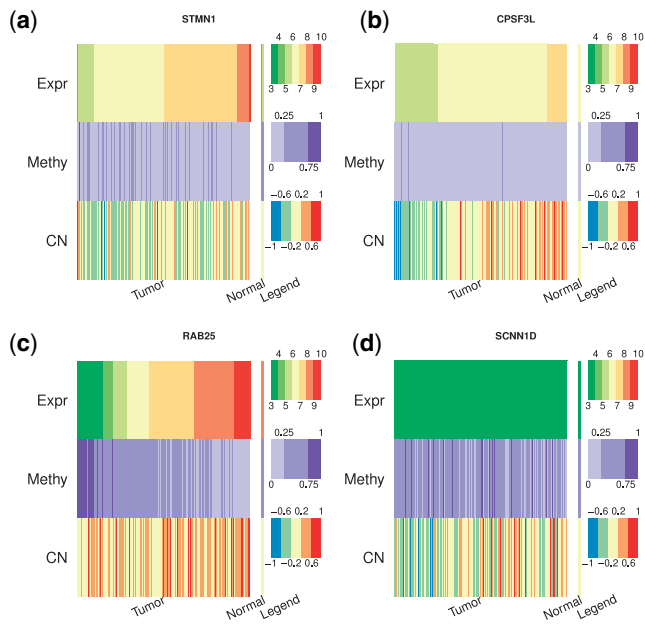 (a) STMN1
Expr
4 6 8 10
3 5 7 9
Methy
0.25 1
0 0.75
CN
−0.6 0.2 1
−1 −0.2 0.6
Tumor Normal Legend
(b) CPSF3L
Expr
4 6 8 10
3 5 7 9
Methy
0.25 1
0 0.75
CN
−0.6 0.2 1
−1 −0.2 0.6
Tumor Normal Legend
(c) RAB25
Expr
4 6 8 10
3 5 7 9
Methy
0.25 1
0 0.75
CN
−0.6 0.2 1
−1 −0.2 0.6
Tumor Normal Legend
(d) SCNN1D
Expr
4 6 8 10
3 5 7 9
Methy
0.25 1
0 0.75
CN
−0.6 0.2 1
−1 −0.2 0.6
Tumor Normal Legend